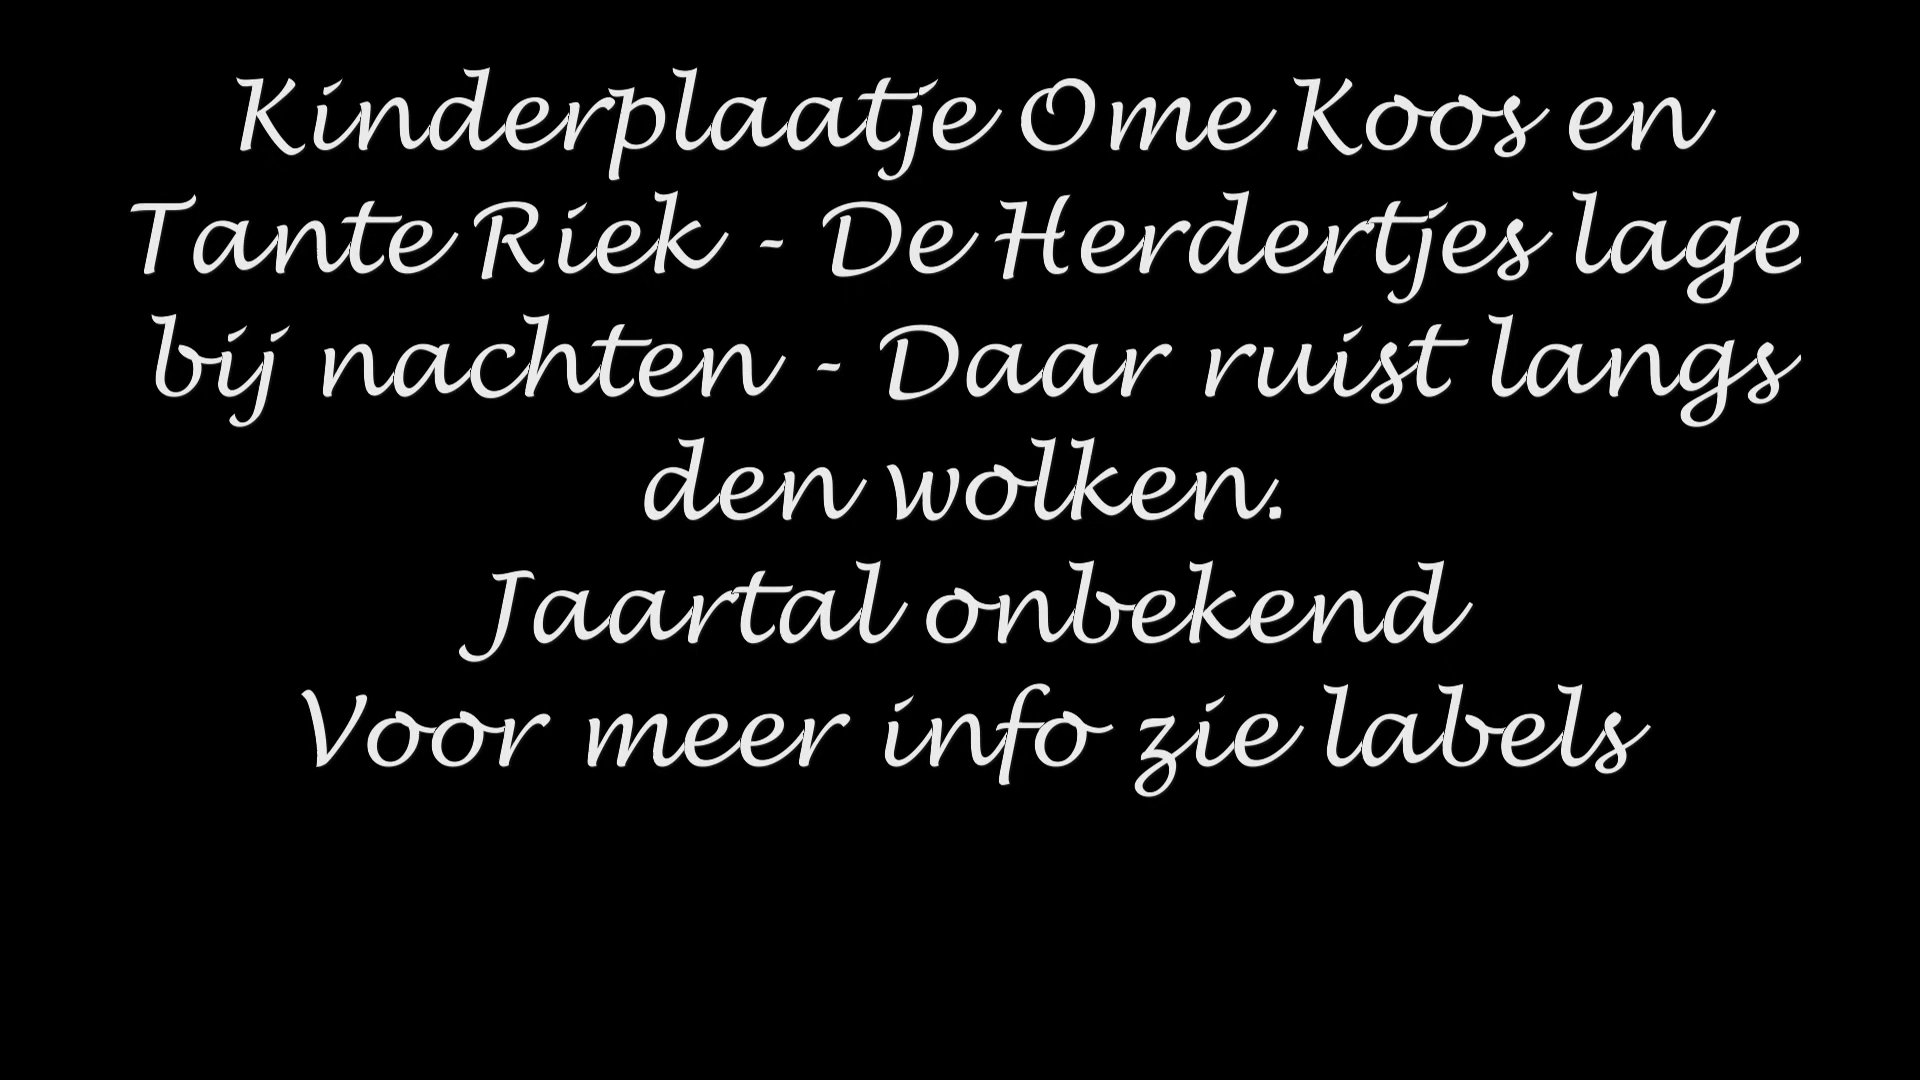 Kinderplaatje Ome Koos en
Tante Riek - De Herdertjes lage
bij nachten - Daar ruist langs
den wolken.
Jaartal onbekend
Voor meer info zie labels